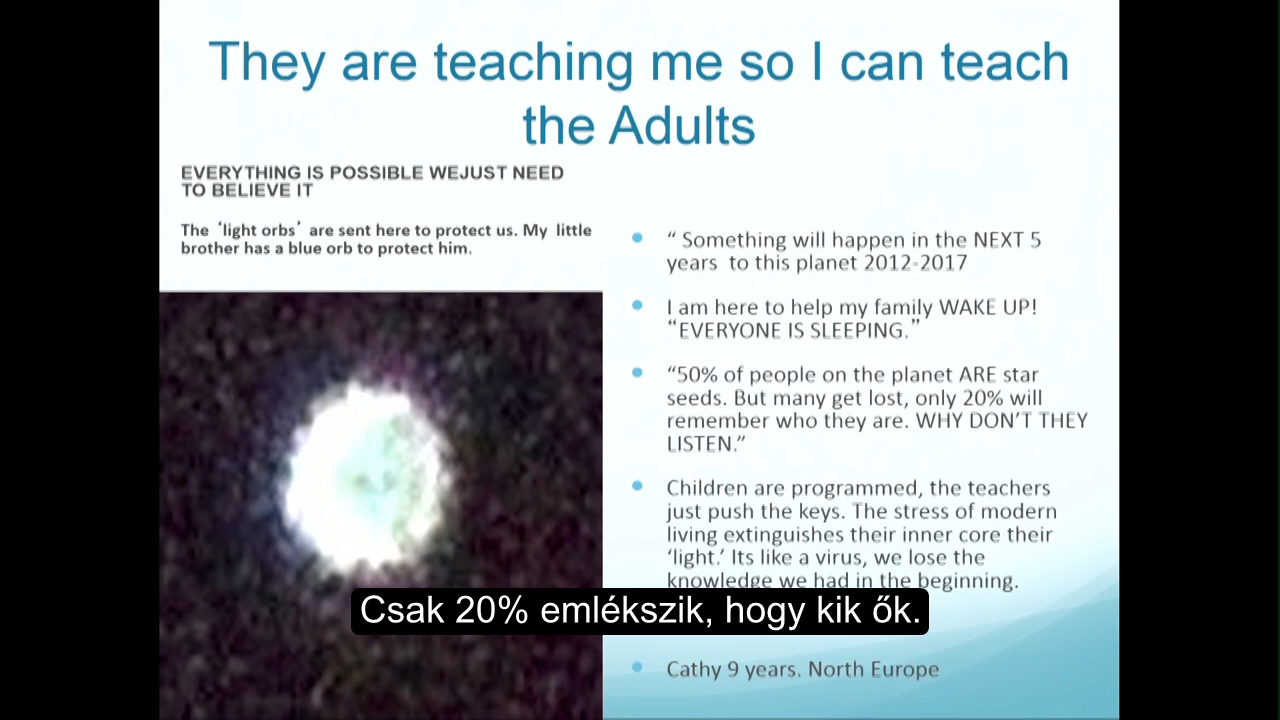 They are teaching me so I can teach
the Adults
EVERYTHING IS POSSIBLE WEJUST NEED
TO BELIEVE IT
The ‘light orbs’ are sent here to protect us. My little
brother has a blue orb to protect him.
• “ Something will happen in the NEXT 5
years to this planet 2012-2017
• I am here to help my family WAKE UP!
“EVERYONE IS SLEEPING.”
• “50% of people on the planet ARE star
seeds. But many get lost, only 20% will
remember who they are. WHY DON’T THEY
LISTEN.”
• Children are programmed, the teachers
just push the keys. The stress of modern
living extinguishes their inner core their
‘light.’ Its like a virus, we lose the
knowledge we had in the beginning.
Csak 20% emlékszik, hogy kik ők.
• Cathy 9 years. North Europe